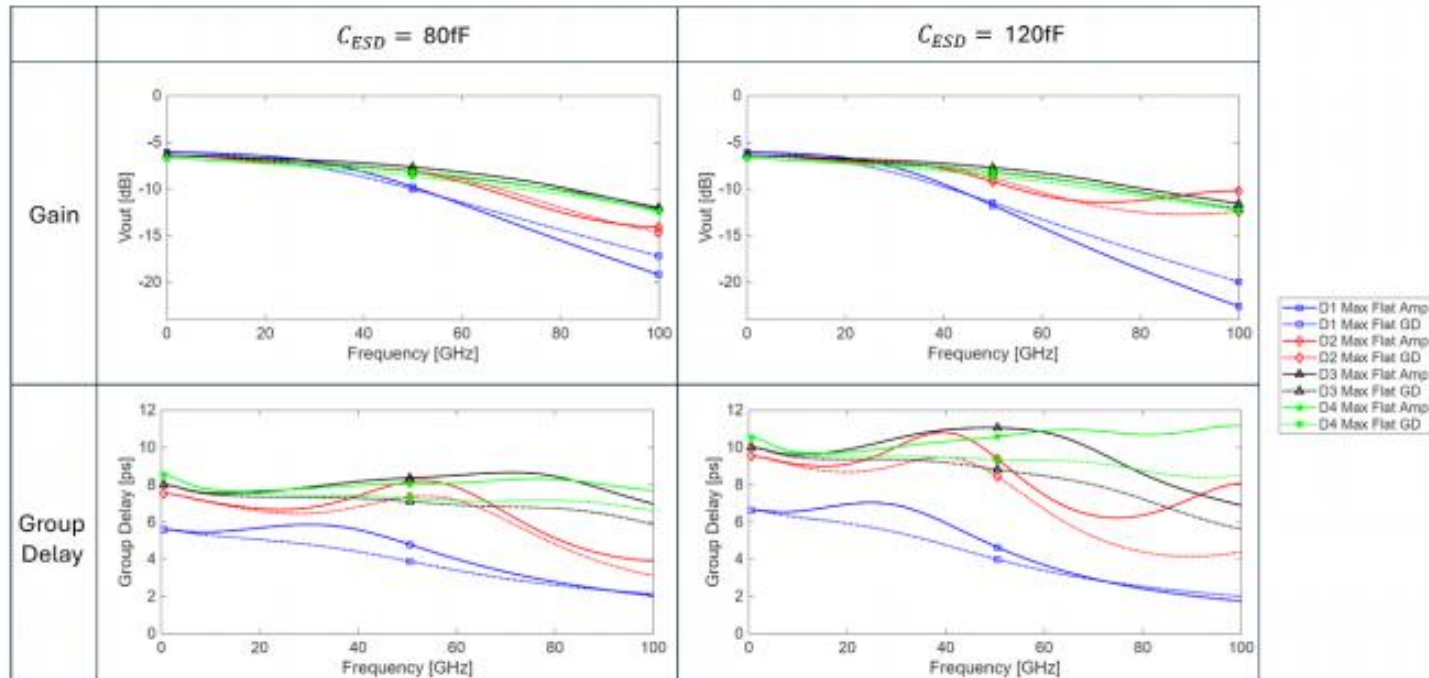 C_ESD = 80fF
C_ESD = 120fF
Gain
0
-5
-10
-15
-20
Vout [dB]
0 20 40 60 80 100
Frequency [GHz]
0
-5
-10
-15
-20
Vout [dB]
0 20 40 60 80 100
Frequency [GHz]
D1 Max Flat Amp
D1 Max Flat GD
D2 Max Flat Amp
D2 Max Flat GD
D3 Max Flat Amp
D3 Max Flat GD
D4 Max Flat Amp
D4 Max Flat GD
Group
Delay
12
10
8
6
4
2
0
Group Delay [ps]
0 20 40 60 80 100
Frequency [GHz]
12
10
8
6
4
2
0
Group Delay [ps]
0 20 40 60 80 100
Frequency [GHz]